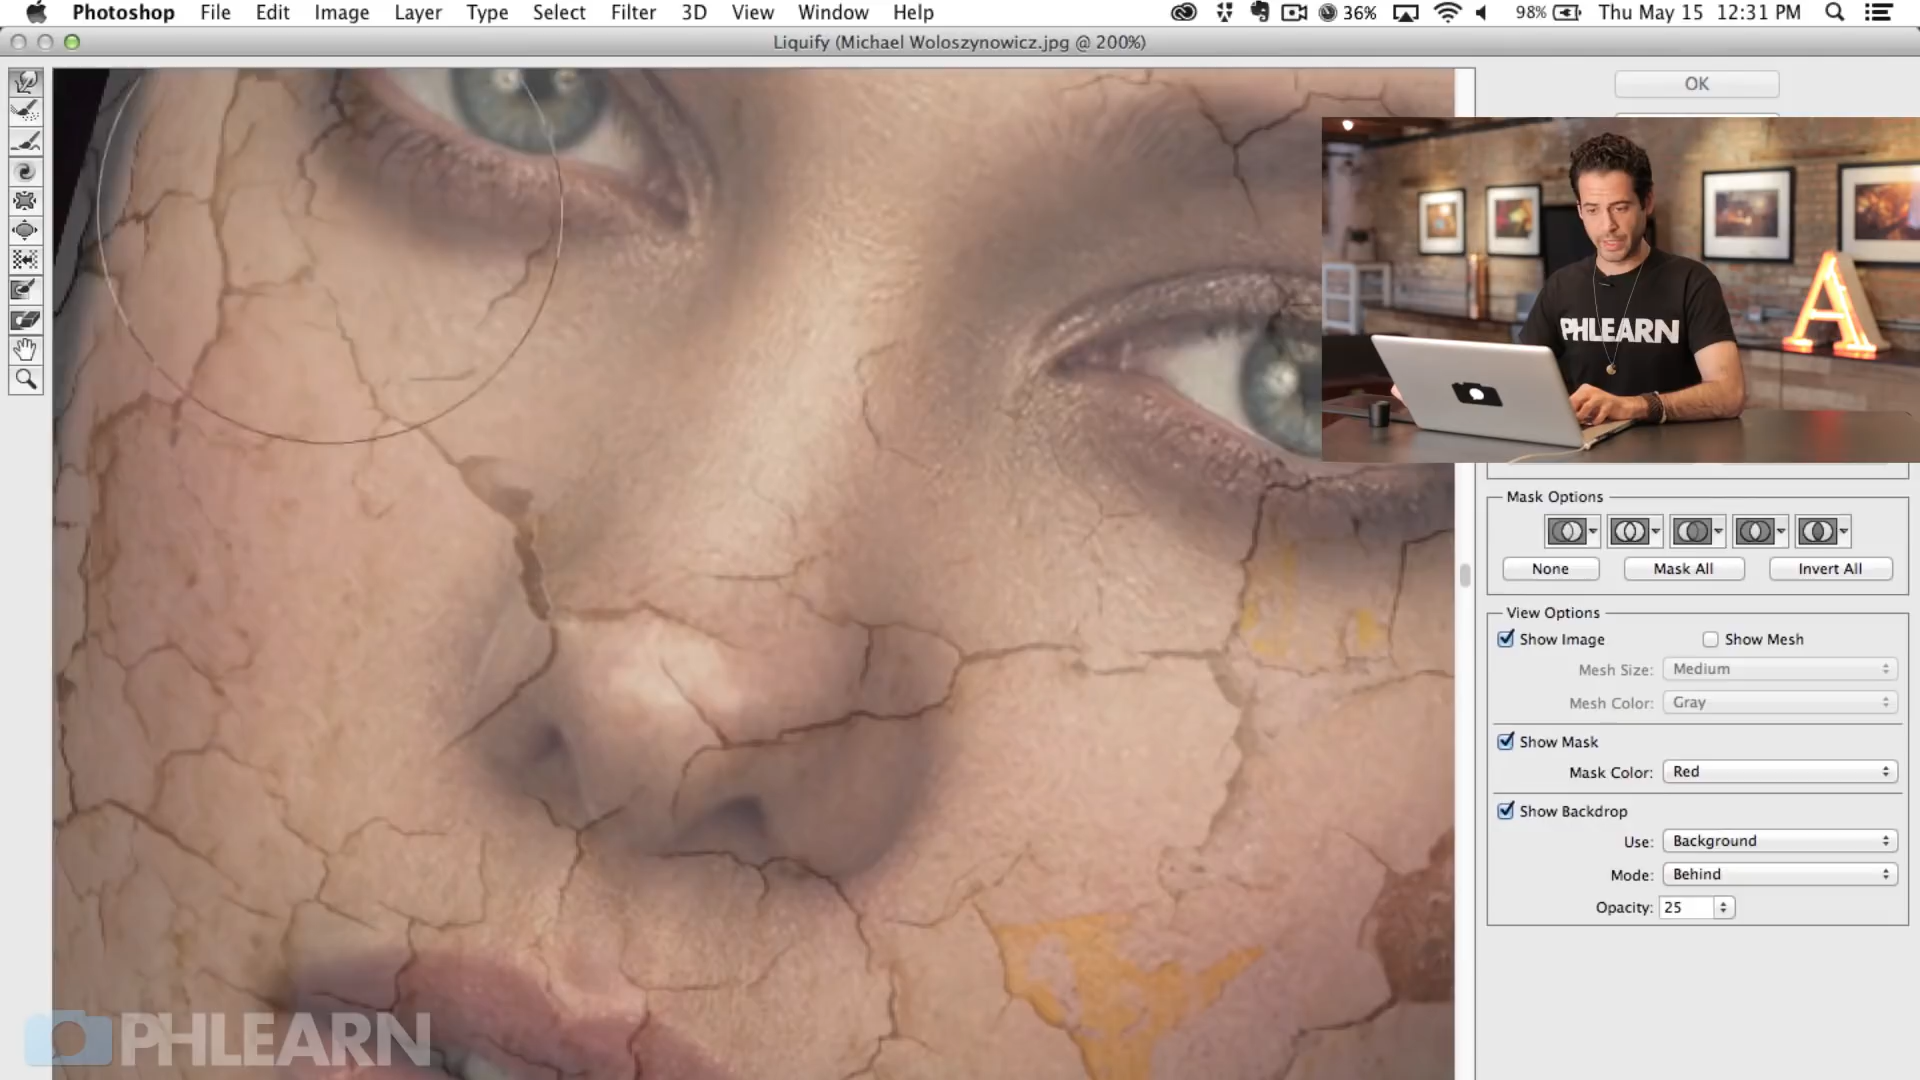 Photoshop File Edit Image Layer Type Select Filter 3D View Window Help 36% 98% Thu May 15 12:31 PM
Liquify (Michael Woloszynowicz.jpg @ 200%)
OK
PHLEARN
A
Mask Options
None Mask All Invert All
View Options
Show Image Show Mesh
Mesh Size: Medium
Mesh Color: Gray
Show Mask
Mask Color: Red
Show Backdrop
Use: Background
Mode: Behind
Opacity: 25
PHLEARN